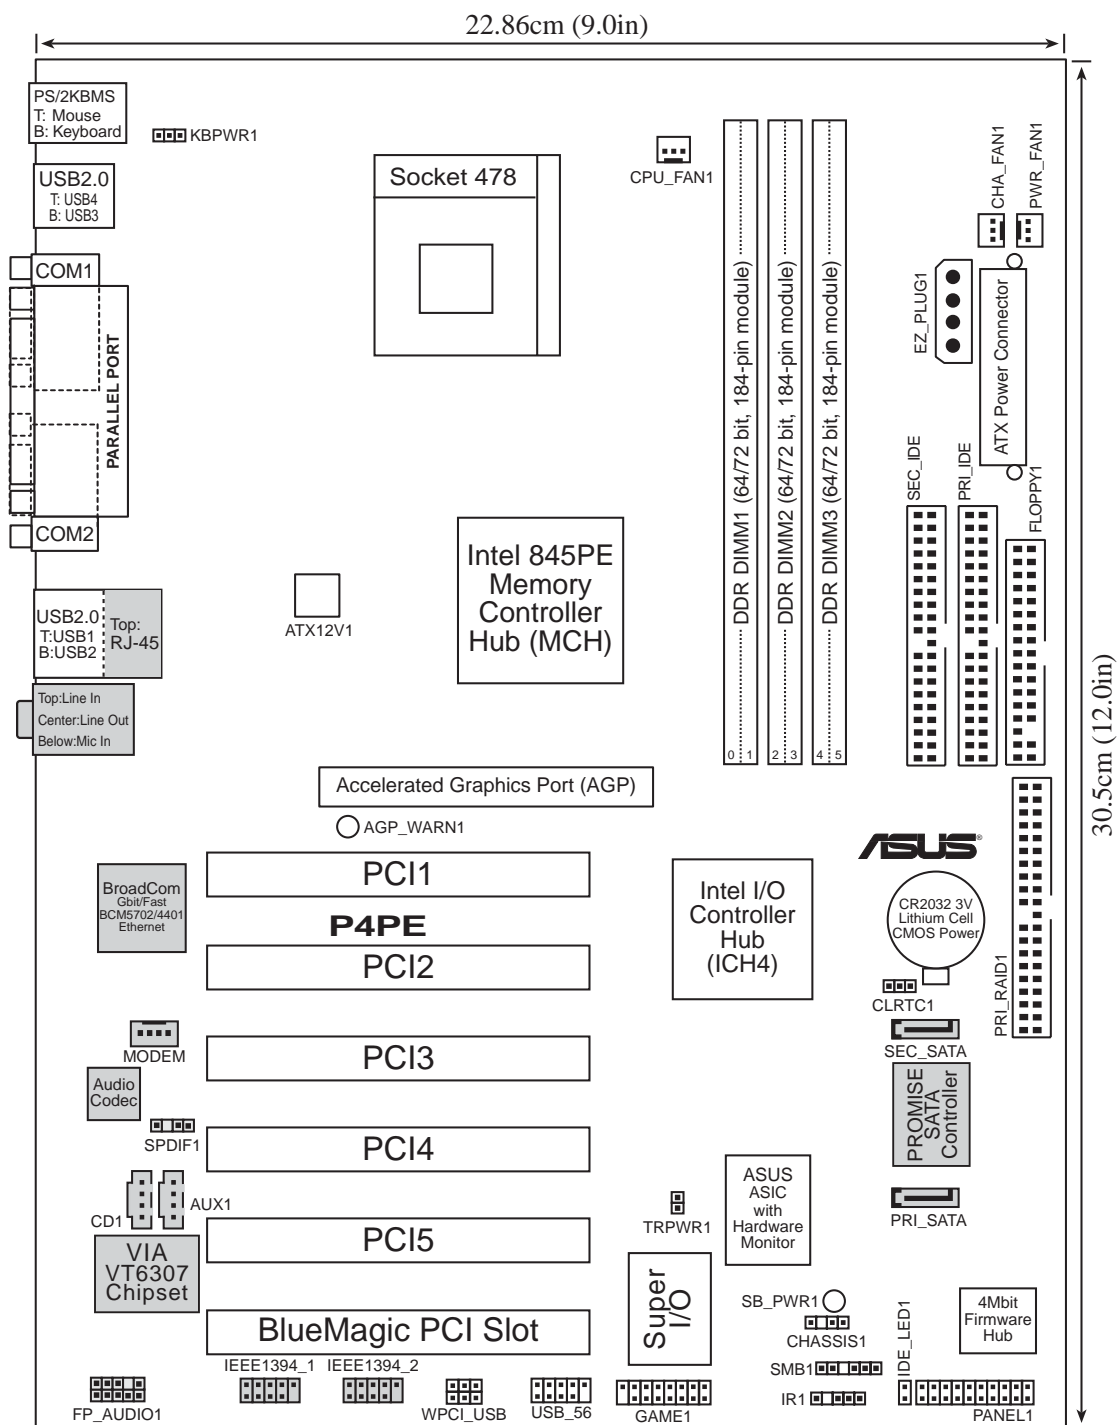 22.86cm (9.0in)
PS/2KBMS
T: Mouse
B: Keyboard
KBPWR1
USB2.0
T: USB4
B: USB3
COM1
PARALLEL PORT
COM2
Socket 478
CPU_FAN1
DDR DIMM1 (64/72 bit, 184-pin module)
DDR DIMM2 (64/72 bit, 184-pin module)
DDR DIMM3 (64/72 bit, 184-pin module)
0 1
2 3
4 5
CHA_FAN1
PWR_FAN1
EZ_PLUG1
ATX Power Connector
SEC_IDE
PRI_IDE
FLOPPY1
30.5cm (12.0in)
Intel 845PE
Memory
Controller
Hub (MCH)
ATX12V1
USB2.0
T:USB1
B:USB2
Top:
RJ-45
Top:Line In
Center:Line Out
Below:Mic In
Accelerated Graphics Port (AGP)
AGP_WARN1
ASUS®
PCI1
P4PE
PCI2
BroadCom
Gbit/Fast
BCM5702/4401
Ethernet
Intel I/O
Controller
Hub
(ICH4)
CR2032 3V
Lithium Cell
CMOS Power
CLRTC1
PRI_RAID1
MODEM
PCI3
SEC_SATA
Audio
Codec
SPDIF1
PCI4
PROMISE
SATA
Controller
ASUS
ASIC
with
Hardware
Monitor
TRPWR1
PRI_SATA
CD1
AUX1
PCI5
VIA
VT6307
Chipset
Super
I/O
SB_PWR1
CHASSIS1
IDE_LED1
4Mbit
Firmware
Hub
BlueMagic PCI Slot
IEEE1394_1
IEEE1394_2
SMB1
IR1
FP_AUDIO1
WPCI_USB
USB_56
GAME1
PANEL1